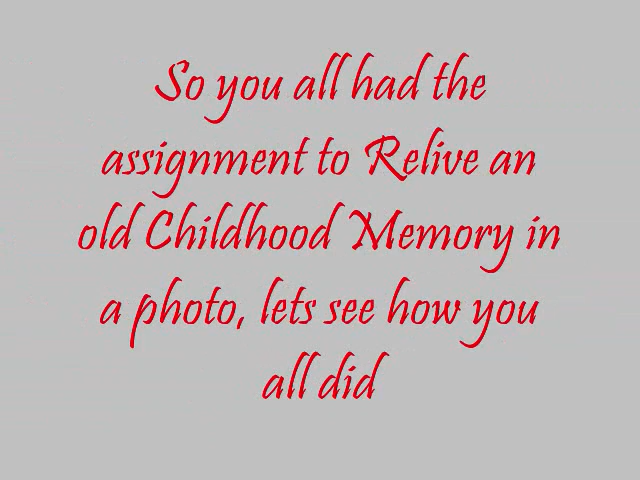 So you all had the
assignment to Relive an
old Childhood Memory in
a photo, lets see how you
all did